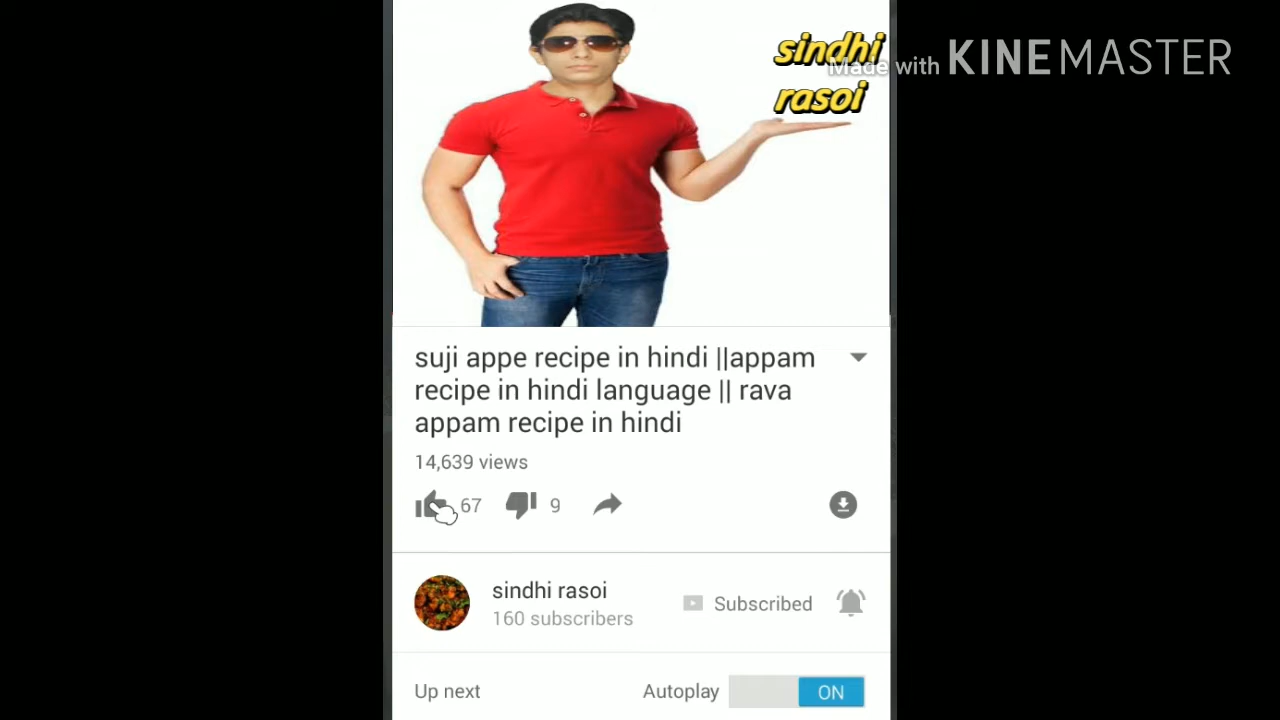 sindhi
rasoi
Made with KINEMASTER
suji appe recipe in hindi ||appam
recipe in hindi language || rava
appam recipe in hindi
14,639 views
67 9
sindhi rasoi
160 subscribers
Subscribed
Up next Autoplay ON